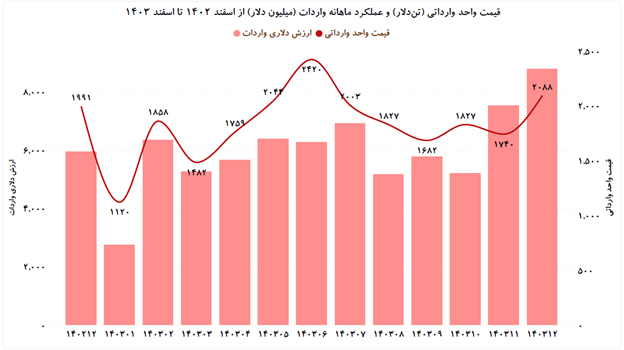 قیمت واحد وارداتی (تن‌دلار) و عملکرد ماهانه واردات (میلیون دلار) از اسفند ۱۴۰۲ تا اسفند ۱۴۰۳
قیمت واحد وارداتی ارزش دلاری واردات
ارزش دلاری واردات
۸,۰۰۰
۶,۰۰۰
۴,۰۰۰
۲,۰۰۰
۰
۱۹۹۱ ۱۱۲۰ ۱۸۵۸ ۱۴۸۲ ۱۷۵۹ ۲۰۴۳ ۲۴۲۰ ۲۰۰۳ ۱۸۲۷ ۱۶۸۲ ۱۸۲۷ ۱۷۴۰ ۲۰۸۸
۲,۵۰۰
۲,۰۰۰
۱,۵۰۰
۱,۰۰۰
۵۰۰
۰
قیمت واحد وارداتی
۱۴۰۲۱۲ ۱۴۰۳۰۱ ۱۴۰۳۰۲ ۱۴۰۳۰۳ ۱۴۰۳۰۴ ۱۴۰۳۰۵ ۱۴۰۳۰۶ ۱۴۰۳۰۷ ۱۴۰۳۰۸ ۱۴۰۳۰۹ ۱۴۰۳۱۰ ۱۴۰۳۱۱ ۱۴۰۳۱۲